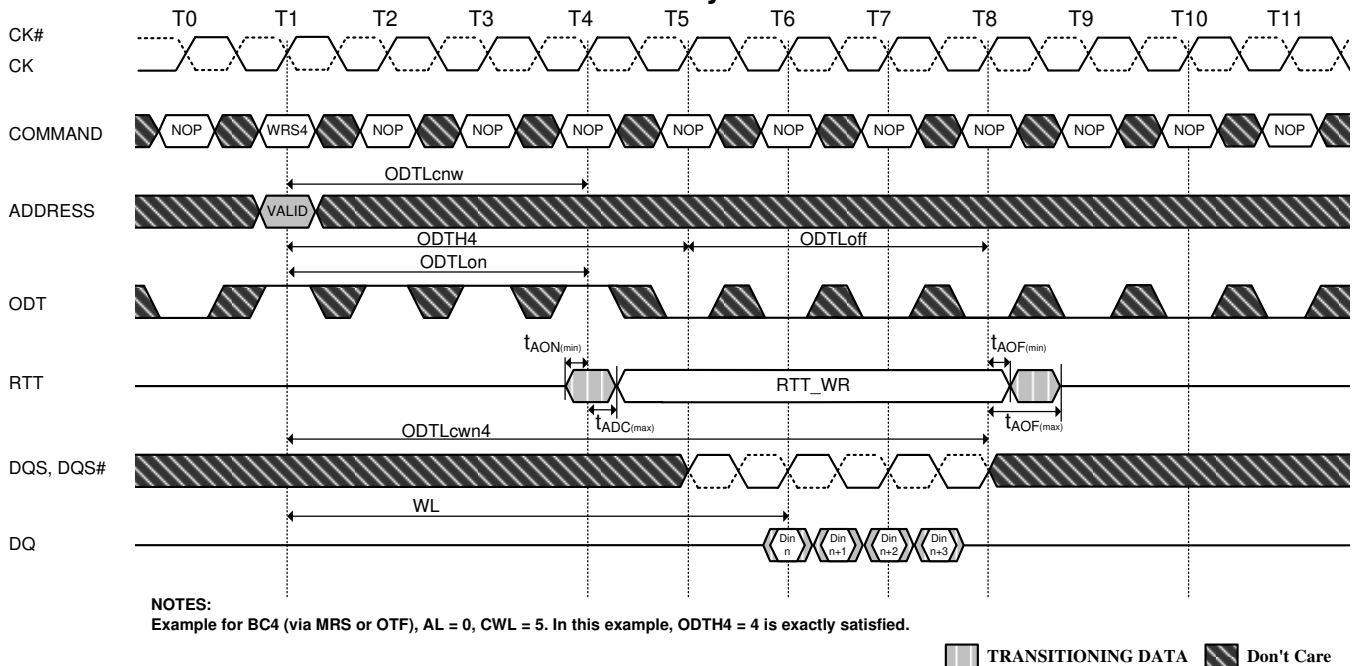 T0 T1 T2 T3 T4 T5 T6 T7 T8 T9 T10 T11
CK#
CK
COMMAND NOP WRS4 NOP NOP NOP NOP NOP NOP NOP NOP NOP NOP
ODTLcnw
ADDRESS VALID
ODTH4 ODTLoff
ODTLon
ODT
tAON(min) tAOF(min)
RTT RTT_WR
tADC(max) tAOF(max)
ODTLcwn4
DQS, DQS#
WL
DQ Din n Din n+1 Din n+2 Din n+3
NOTES:
Example for BC4 (via MRS or OTF), AL = 0, CWL = 5. In this example, ODTH4 = 4 is exactly satisfied.
TRANSITIONING DATA Don't Care